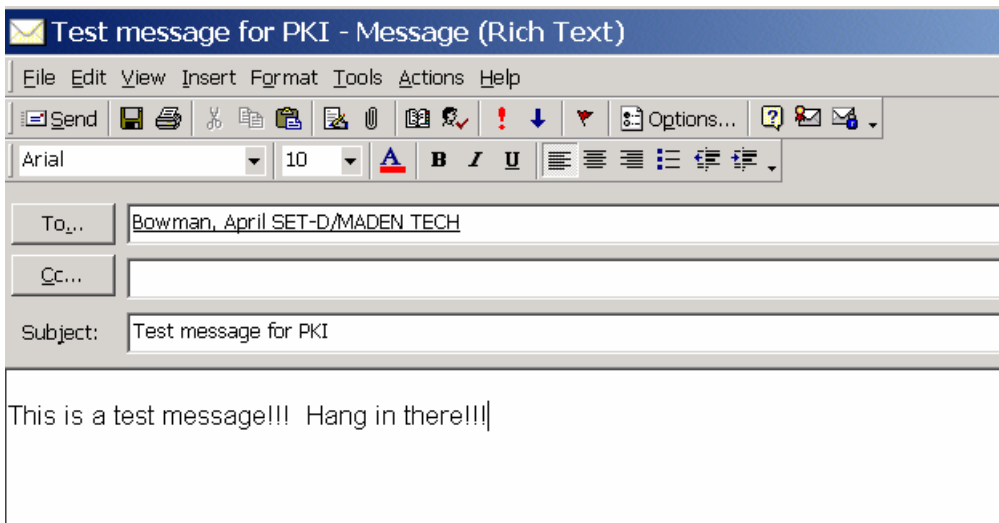 Test message for PKI - Message (Rich Text)
File Edit View Insert Format Tools Actions Help
Send Options...
Arial 10 A B I U
To... Bowman, April SET-D/MADEN TECH
Cc...
Subject: Test message for PKI
This is a test message!!! Hang in there!!!